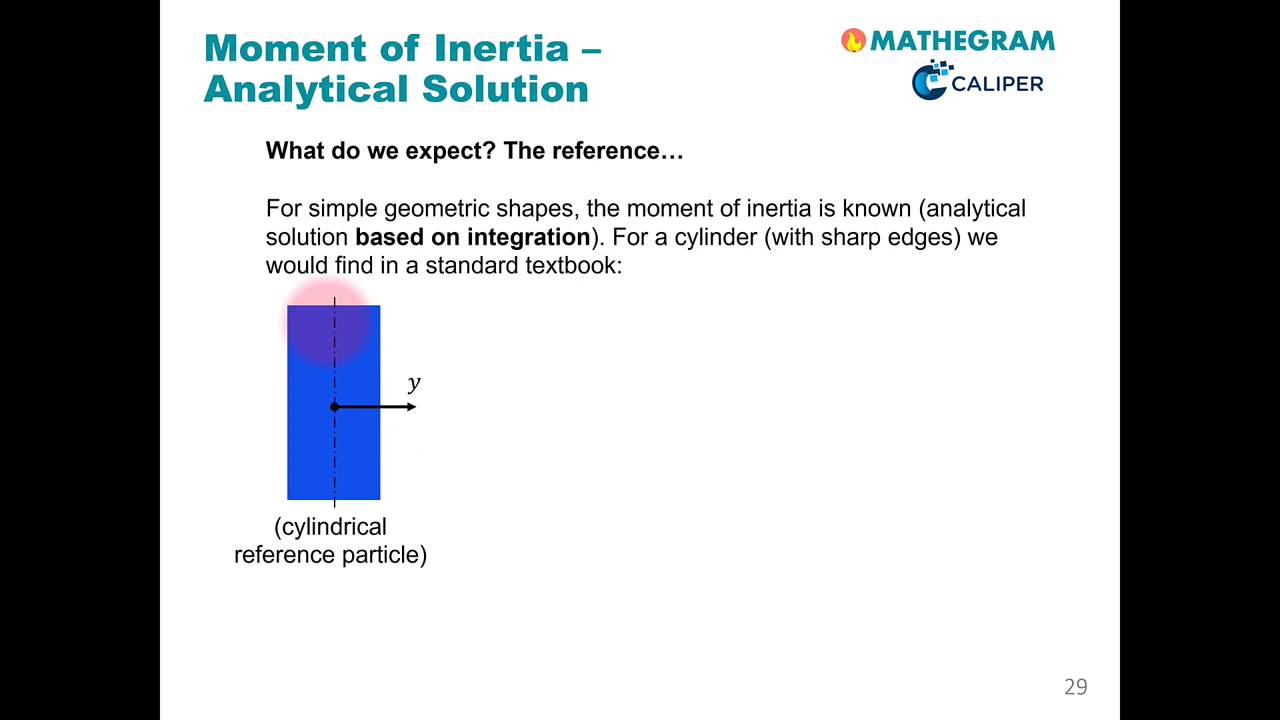 Moment of Inertia –
Analytical Solution
MATHEGRAM
CALIPER
What do we expect? The reference…
For simple geometric shapes, the moment of inertia is known (analytical
solution based on integration). For a cylinder (with sharp edges) we
would find in a standard textbook:
y
(cylindrical
reference particle)
29